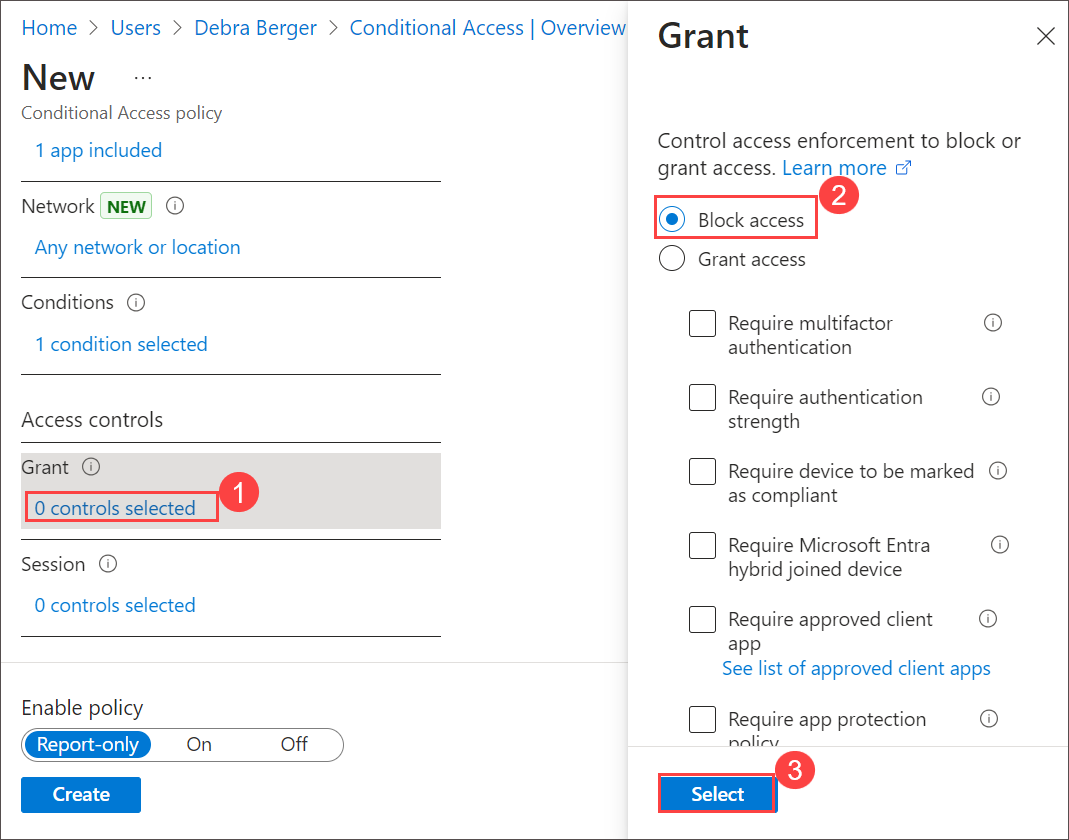 Home > Users > Debra Berger > Conditional Access | Overview
New ...
Conditional Access policy
1 app included
Network NEW
Any network or location
Conditions
1 condition selected
Access controls
Grant
0 controls selected
1
Session
0 controls selected
Enable policy
Report-only On Off
Create
Grant
Control access enforcement to block or
grant access. Learn more
2
Block access
Grant access
Require multifactor
authentication
Require authentication
strength
Require device to be marked
as compliant
Require Microsoft Entra
hybrid joined device
Require approved client
app
See list of approved client apps
Require app protection
policy
3
Select